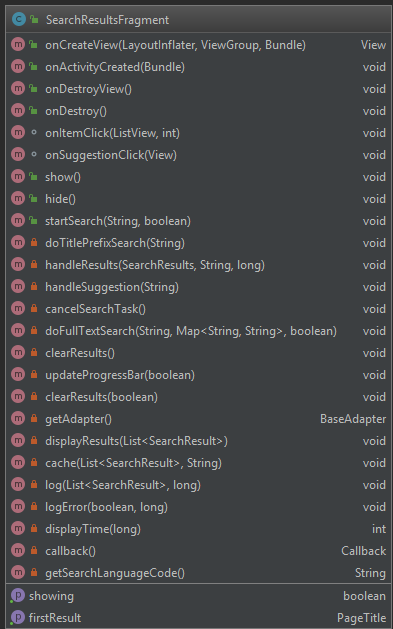 C SearchResultsFragment
m onCreateView(LayoutInflater, ViewGroup, Bundle) View
m onActivityCreated(Bundle) void
m onDestroyView() void
m onDestroy() void
m onItemClick(ListView, int) void
m onSuggestionClick(View) void
m show() void
m hide() void
m startSearch(String, boolean) void
m doTitlePrefixSearch(String) void
m handleResults(SearchResults, String, long) void
m handleSuggestion(String) void
m cancelSearchTask() void
m doFullTextSearch(String, Map<String, String>, boolean) void
m clearResults() void
m updateProgressBar(boolean) void
m clearResults(boolean) void
m getAdapter() BaseAdapter
m displayResults(List<SearchResult>) void
m cache(List<SearchResult>, String) void
m log(List<SearchResult>, long) void
m logError(boolean, long) void
m displayTime(long) int
m callback() Callback
m getSearchLanguageCode() String
p showing boolean
p firstResult PageTitle